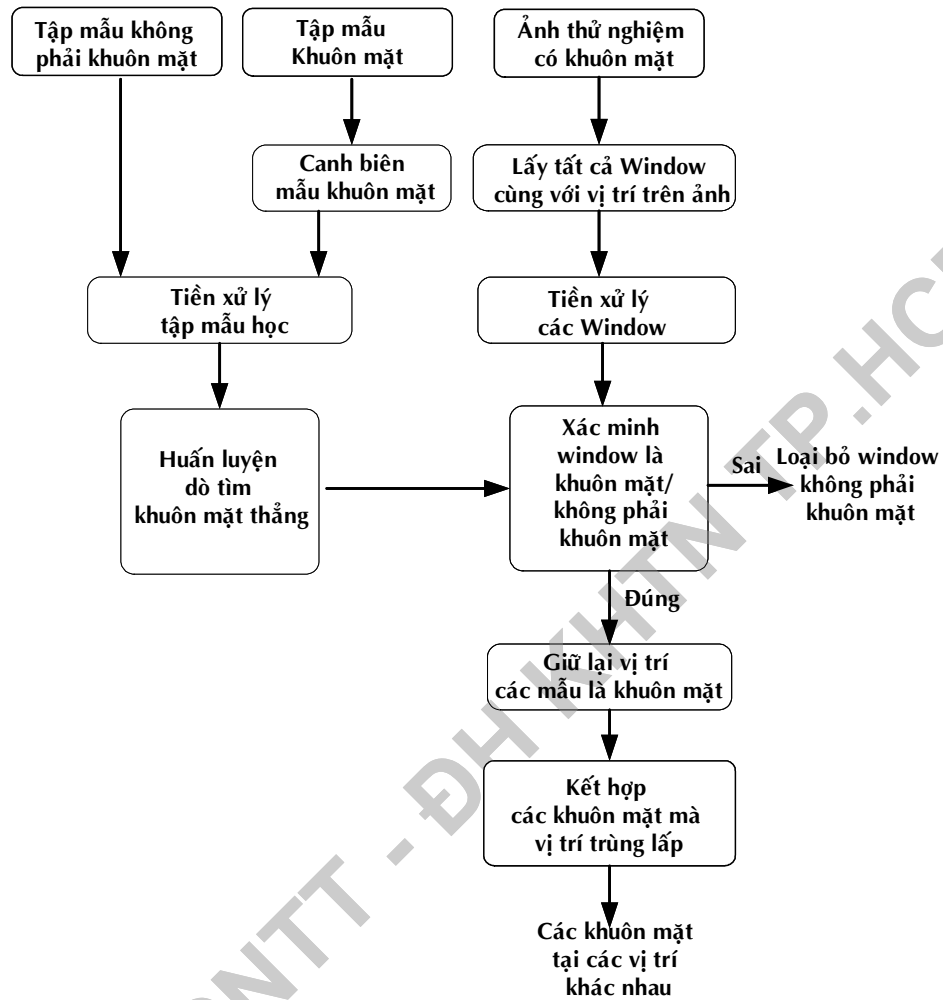 Tập mẫu không
phải khuôn mặt
Tập mẫu
Khuôn mặt
Ảnh thử nghiệm
có khuôn mặt
Canh biên
mẫu khuôn mặt
Lấy tất cả Window
cùng với vị trí trên ảnh
Tiền xử lý
tập mẫu học
Tiền xử lý
các Window
Huấn luyện
dò tìm
khuôn mặt thẳng
Xác minh
window là
khuôn mặt/
không phải
khuôn mặt
Sai
Loại bỏ window
không phải
khuôn mặt
Đúng
Giữ lại vị trí
các mẫu là khuôn mặt
Kết hợp
các khuôn mặt mà
vị trí trùng lấp
Các khuôn mặt
tại các vị trí
khác nhau
CNTT - ĐH KHTN TP.HC